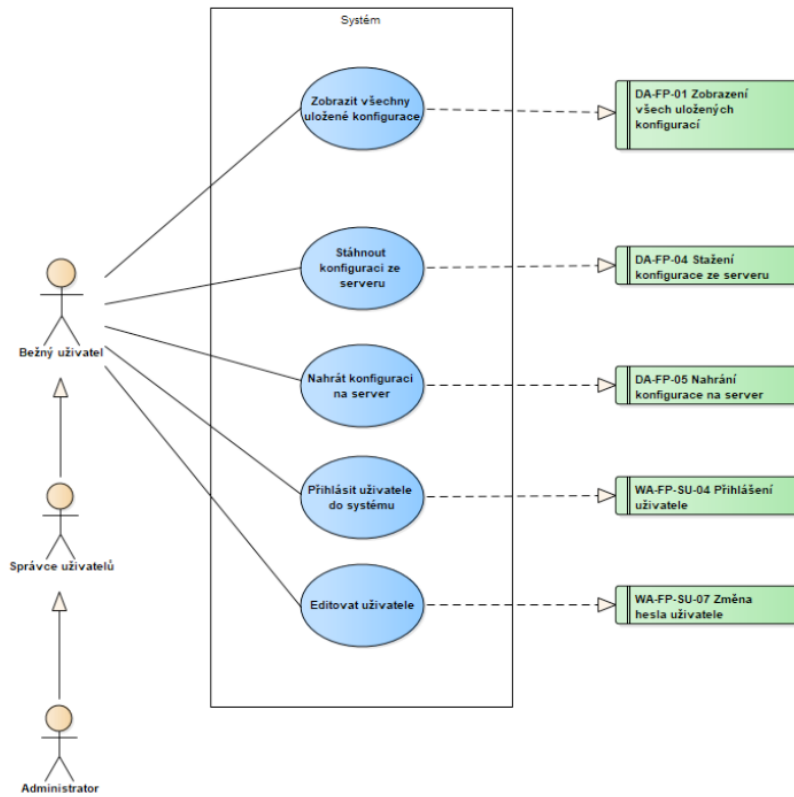 Systém
Zobrazit všechny
uložené konfigurace
DA-FP-01 Zobrazení
všech uložených
konfigurací
Stáhnout
konfiguraci ze
serveru
DA-FP-04 Stažení
konfigurace ze serveru
Bežný uživatel
Nahrát konfiguraci
na server
DA-FP-05 Nahrání
konfigurace na server
Přihlásit uživatele
do systému
WA-FP-SU-04 Přihlášení
uživatele
Správce uživatelů
Editovat uživatele
WA-FP-SU-07 Změna
hesla uživatele
Administrator